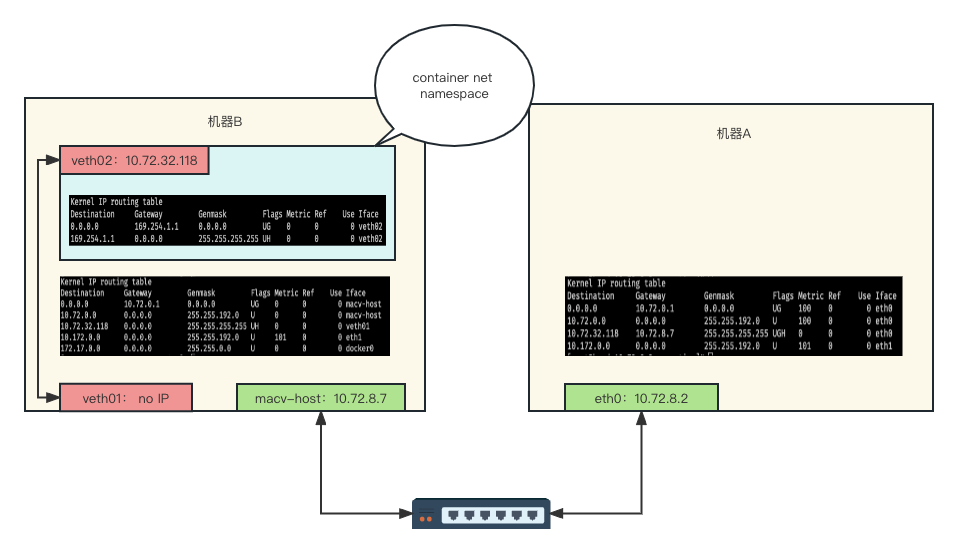 container net
namespace
机器B
veth02：10.72.32.118
Kernel IP routing table
Destination Gateway Genmask Flags Metric Ref Use Iface
0.0.0.0 169.254.1.1 0.0.0.0 UG 0 0 0 veth02
169.254.1.1 0.0.0.0 255.255.255.255 UH 0 0 0 veth02
Kernel IP routing table
Destination Gateway Genmask Flags Metric Ref Use Iface
0.0.0.0 10.72.0.1 0.0.0.0 UG 0 0 0 macv-host
10.72.0.0 0.0.0.0 255.255.192.0 U 0 0 0 macv-host
10.72.32.118 0.0.0.0 255.255.255.255 UH 0 0 0 veth01
10.172.0.0 0.0.0.0 255.255.192.0 U 101 0 0 eth1
172.17.0.0 0.0.0.0 255.255.0.0 U 0 0 0 docker0
veth01： no IP
macv-host：10.72.8.7
机器A
Kernel IP routing table
Destination Gateway Genmask Flags Metric Ref Use Iface
0.0.0.0 10.72.0.1 0.0.0.0 UG 100 0 0 eth0
10.72.0.0 0.0.0.0 255.255.192.0 U 100 0 0 eth0
10.72.32.118 10.72.8.7 255.255.255.255 UGH 0 0 0 eth0
10.172.0.0 0.0.0.0 255.255.192.0 U 101 0 0 eth1
eth0：10.72.8.2